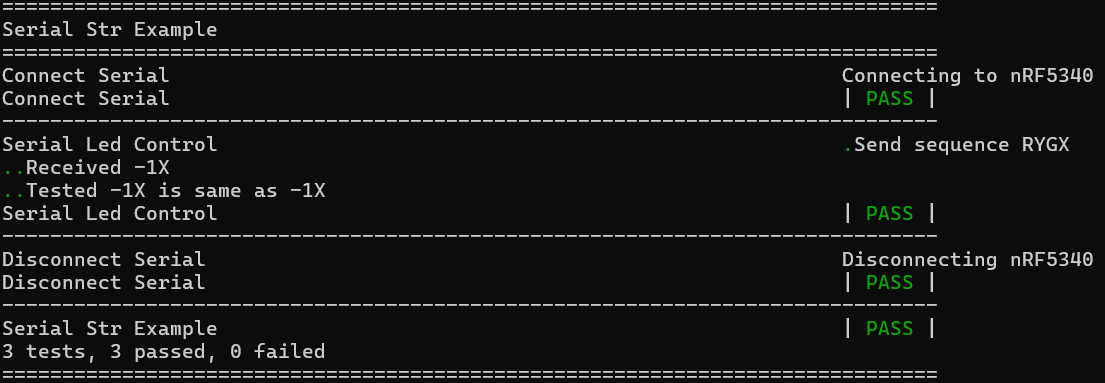 ==============================================================================
Serial Str Example
==============================================================================
Connect Serial                                                        Connecting to nRF5340
Connect Serial                                                        | PASS |
------------------------------------------------------------------------------
Serial Led Control                                                    .Send sequence RYGX
..Received -1X
..Tested -1X is same as -1X
Serial Led Control                                                    | PASS |
------------------------------------------------------------------------------
Disconnect Serial                                                     Disconnecting nRF5340
Disconnect Serial                                                     | PASS |
------------------------------------------------------------------------------
Serial Str Example                                                    | PASS |
3 tests, 3 passed, 0 failed
==============================================================================